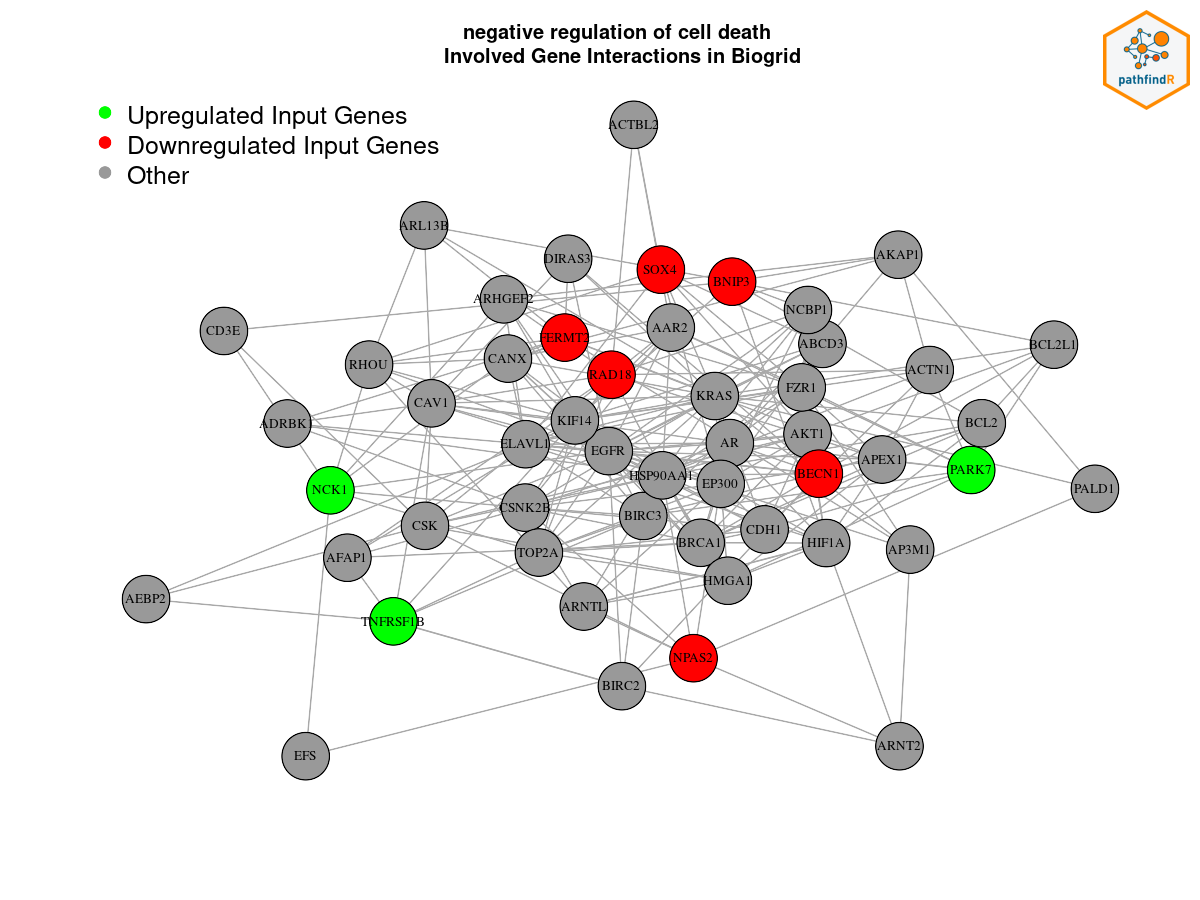 negative regulation of cell death
Involved Gene Interactions in Biogrid
pathfindR
Upregulated Input Genes
Downregulated Input Genes
Other
ACTBL2
ARL13B
DIRAS3
SOX4
BNIP3
AKAP1
ARHGEF2
NCBP1
CD3E
AAR2
FERMT2
ABCD3
BCL2L1
RHOU
CANX
RAD18
ACTN1
FZR1
KRAS
CAV1
ADRBK1
KIF14
BCL2
AKT1
ELAVL1
EGFR
AR
APEX1
PARK7
HSP90AA1
BECN1
EP300
NCK1
PALD1
CSNK2B
BIRC3
CSK
CDH1
BRCA1
HIF1A
AP3M1
TOP2A
AFAP1
HMGA1
AEBP2
ARNTL
TNFRSF1B
NPAS2
BIRC2
ARNT2
EFS